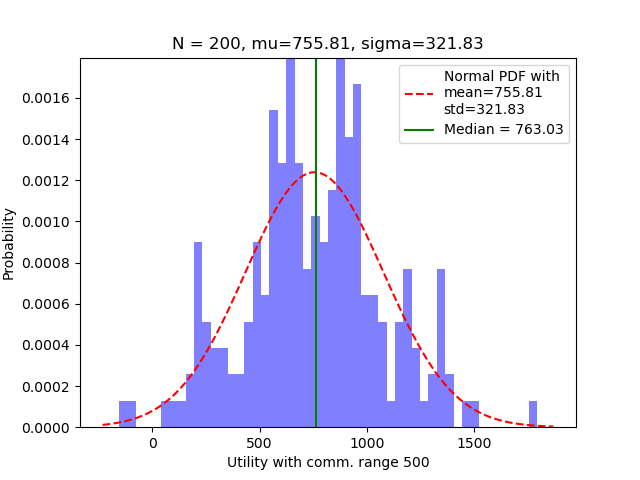 N = 200, mu=755.81, sigma=321.83
Normal PDF with
mean=755.81
std=321.83
Median = 763.03
0.0016
0.0014
0.0012
0.0010
0.0008
0.0006
0.0004
0.0002
0.0000
Probability
0
500
1000
1500
Utility with comm. range 500